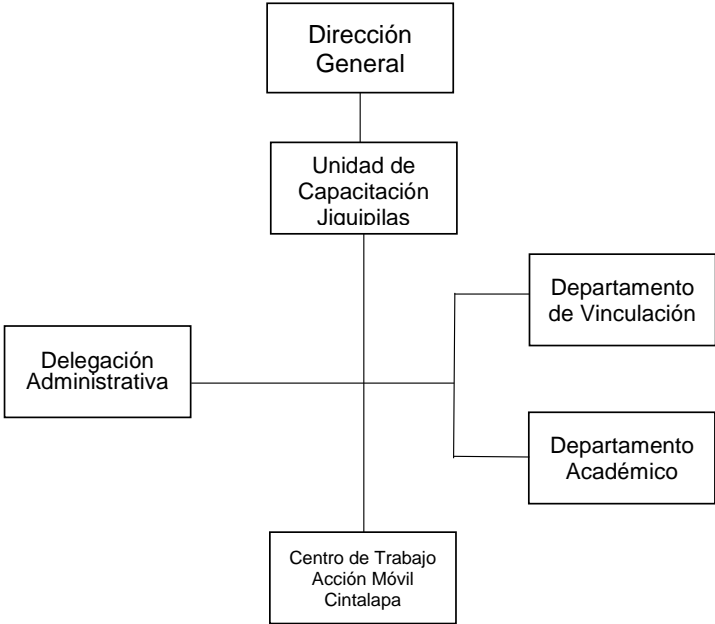 Dirección
General
Unidad de
Capacitación
Jiquipilas
Departamento
de Vinculación
Delegación
Administrativa
Departamento
Académico
Centro de Trabajo
Acción Móvil
Cintalapa